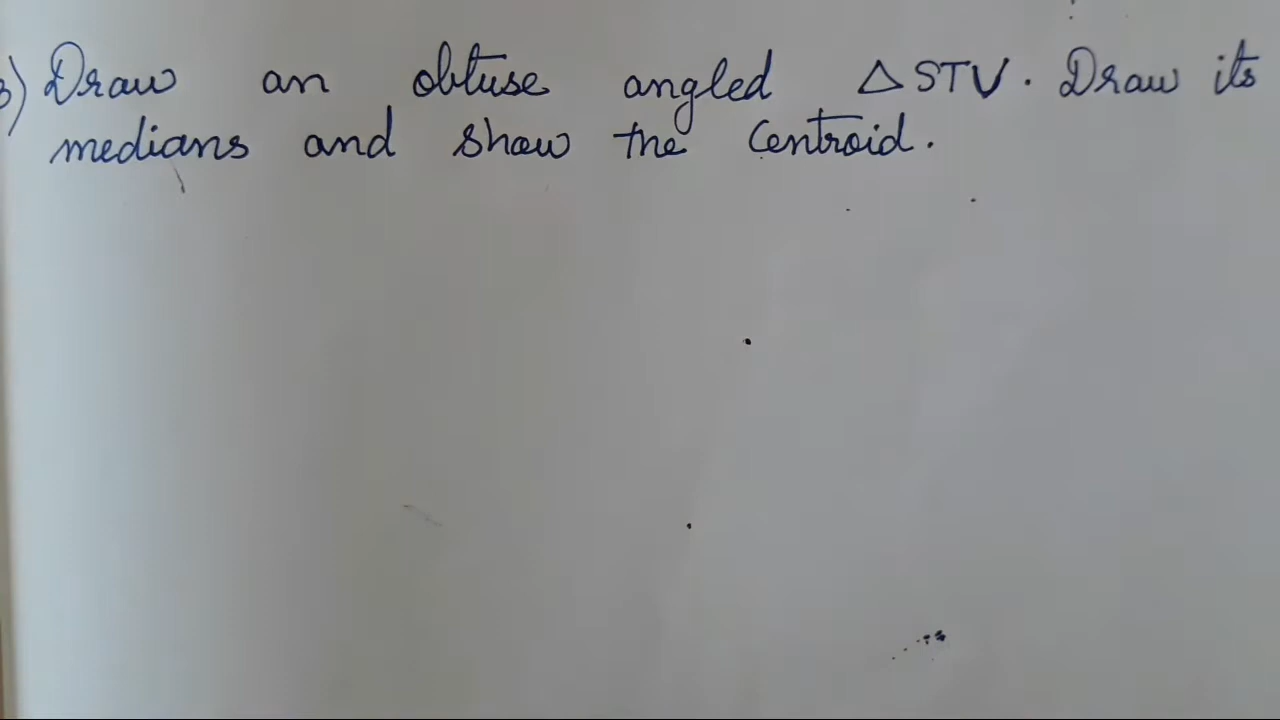 3) Draw an obtuse angled △STV. Draw its
medians and show the Centroid.